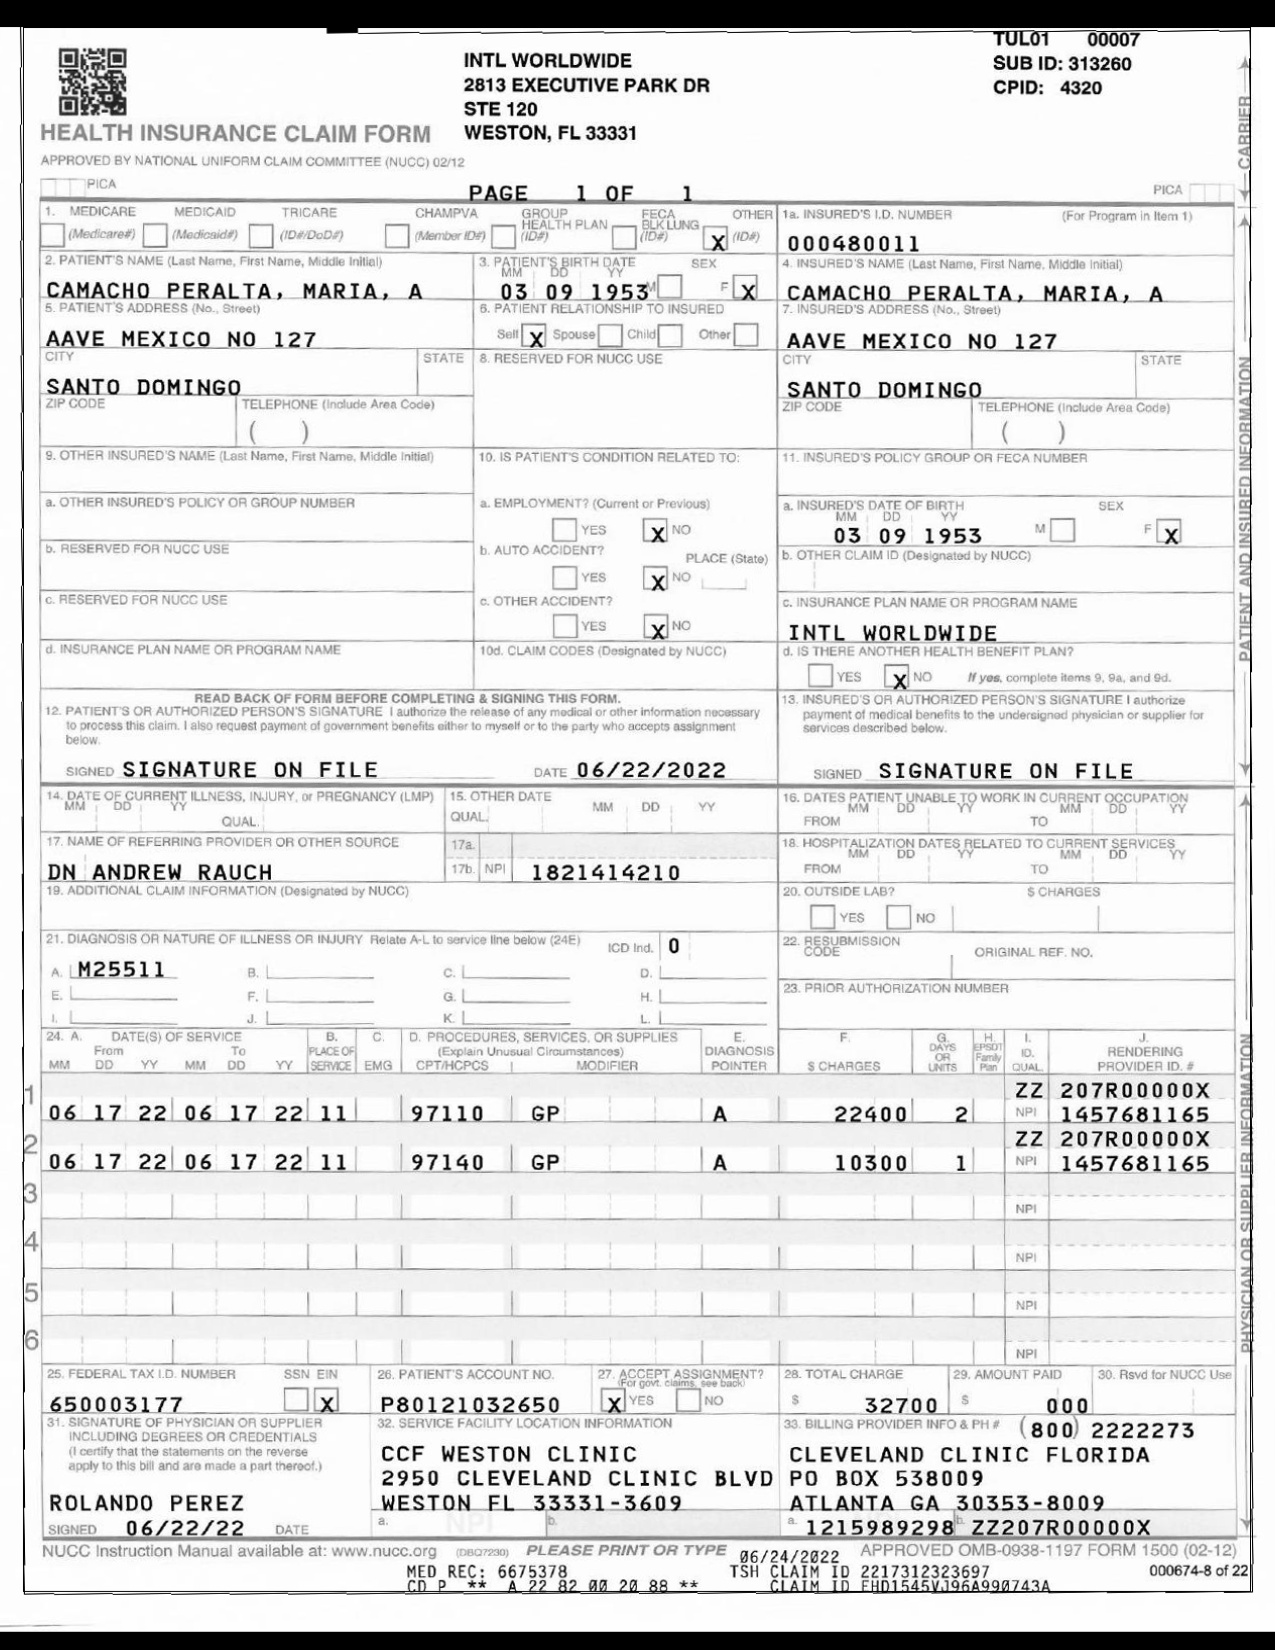 TUL01 00007
INTL WORLDWIDE
SUB ID: 313260
2813 EXECUTIVE PARK DR
CPID: 4320
STE 120
HEALTH INSURANCE CLAIM FORM
WESTON, FL 33331
APPROVED BY NATIONAL UNIFORM CLAIM COMMITTEE (NUCC) 02/12
PICA
PAGE 1 OF 1
PICA
CARRIER
1. MEDICARE MEDICAID TRICARE CHAMPVA GROUP HEALTH PLAN FECA BLK LUNG OTHER
(Medicare#) (Medicaid#) (ID#/DoD#) (Member ID#) (ID#) (ID#) X (ID#)
1a. INSURED'S I.D. NUMBER (For Program in Item 1)
000480011
2. PATIENT'S NAME (Last Name, First Name, Middle Initial)
CAMACHO PERALTA, MARIA, A
3. PATIENT'S BIRTH DATE SEX
MM DD YY
03 09 1953 M F X
4. INSURED'S NAME (Last Name, First Name, Middle Initial)
CAMACHO PERALTA, MARIA, A
5. PATIENT'S ADDRESS (No., Street)
AAVE MEXICO NO 127
6. PATIENT RELATIONSHIP TO INSURED
Self X Spouse Child Other
7. INSURED'S ADDRESS (No., Street)
AAVE MEXICO NO 127
CITY STATE
SANTO DOMINGO
8. RESERVED FOR NUCC USE
CITY STATE
SANTO DOMINGO
ZIP CODE TELEPHONE (Include Area Code)
( )
ZIP CODE TELEPHONE (Include Area Code)
( )
9. OTHER INSURED'S NAME (Last Name, First Name, Middle Initial)
10. IS PATIENT'S CONDITION RELATED TO:
11. INSURED'S POLICY GROUP OR FECA NUMBER
a. OTHER INSURED'S POLICY OR GROUP NUMBER
a. EMPLOYMENT? (Current or Previous)
YES X NO
a. INSURED'S DATE OF BIRTH SEX
MM DD YY
03 09 1953 M F X
b. RESERVED FOR NUCC USE
b. AUTO ACCIDENT? PLACE (State)
YES X NO
b. OTHER CLAIM ID (Designated by NUCC)
c. RESERVED FOR NUCC USE
c. OTHER ACCIDENT?
YES X NO
c. INSURANCE PLAN NAME OR PROGRAM NAME
INTL WORLDWIDE
d. INSURANCE PLAN NAME OR PROGRAM NAME
10d. CLAIM CODES (Designated by NUCC)
d. IS THERE ANOTHER HEALTH BENEFIT PLAN?
YES X NO If yes, complete items 9, 9a, and 9d.
PATIENT AND INSURED INFORMATION
READ BACK OF FORM BEFORE COMPLETING & SIGNING THIS FORM.
12. PATIENT'S OR AUTHORIZED PERSON'S SIGNATURE I authorize the release of any medical or other information necessary
to process this claim. I also request payment of government benefits either to myself or to the party who accepts assignment
below.
SIGNED SIGNATURE ON FILE DATE 06/22/2022
13. INSURED'S OR AUTHORIZED PERSON'S SIGNATURE I authorize
payment of medical benefits to the undersigned physician or supplier for
services described below.
SIGNED SIGNATURE ON FILE
14. DATE OF CURRENT ILLNESS, INJURY, or PREGNANCY (LMP)
MM DD YY
QUAL.
15. OTHER DATE
QUAL. MM DD YY
16. DATES PATIENT UNABLE TO WORK IN CURRENT OCCUPATION
MM DD YY MM DD YY
FROM TO
17. NAME OF REFERRING PROVIDER OR OTHER SOURCE
DN ANDREW RAUCH
17a.
17b. NPI 1821414210
18. HOSPITALIZATION DATES RELATED TO CURRENT SERVICES
MM DD YY MM DD YY
FROM TO
19. ADDITIONAL CLAIM INFORMATION (Designated by NUCC)
20. OUTSIDE LAB? $ CHARGES
YES NO
21. DIAGNOSIS OR NATURE OF ILLNESS OR INJURY Relate A-L to service line below (24E) ICD Ind. 0
A. M25511 B. C. D.
E. F. G. H.
I. J. K. L.
22. RESUBMISSION CODE ORIGINAL REF. NO.
23. PRIOR AUTHORIZATION NUMBER
24. A. DATE(S) OF SERVICE B. C. D. PROCEDURES, SERVICES, OR SUPPLIES E. F. G. H. I. J.
From To PLACE OF (Explain Unusual Circumstances) DIAGNOSIS DAYS OR EPSDT Family ID. RENDERING
MM DD YY MM DD YY SERVICE EMG CPT/HCPCS MODIFIER POINTER $ CHARGES UNITS Plan QUAL. PROVIDER ID. #
ZZ 207R00000X
1 06 17 22 06 17 22 11 97110 GP A 22400 2 NPI 1457681165
ZZ 207R00000X
2 06 17 22 06 17 22 11 97140 GP A 10300 1 NPI 1457681165
3 NPI
4 NPI
5 NPI
6 NPI
PHYSICIAN OR SUPPLIER INFORMATION
25. FEDERAL TAX I.D. NUMBER SSN EIN
650003177 X
26. PATIENT'S ACCOUNT NO.
P80121032650
27. ACCEPT ASSIGNMENT?
(For govt. claims, see back)
X YES NO
28. TOTAL CHARGE
$ 32700
29. AMOUNT PAID
$ 000
30. Rsvd for NUCC Use
31. SIGNATURE OF PHYSICIAN OR SUPPLIER
INCLUDING DEGREES OR CREDENTIALS
(I certify that the statements on the reverse
apply to this bill and are made a part thereof.)
ROLANDO PEREZ
SIGNED 06/22/22 DATE
32. SERVICE FACILITY LOCATION INFORMATION
CCF WESTON CLINIC
2950 CLEVELAND CLINIC BLVD
WESTON FL 33331-3609
a. NPI b.
33. BILLING PROVIDER INFO & PH # (800) 2222273
CLEVELAND CLINIC FLORIDA
PO BOX 538009
ATLANTA GA 30353-8009
a. 1215989298 b. ZZ207R00000X
NUCC Instruction Manual available at: www.nucc.org (DBQ7230) PLEASE PRINT OR TYPE 06/24/2022 APPROVED OMB-0938-1197 FORM 1500 (02-12)
MED REC: 6675378 TSH CLAIM ID 2217312323697 000674-8 of 22
CD P ** A 22 82 00 20 88 ** CLAIM ID EHD1545VJ96A990743A